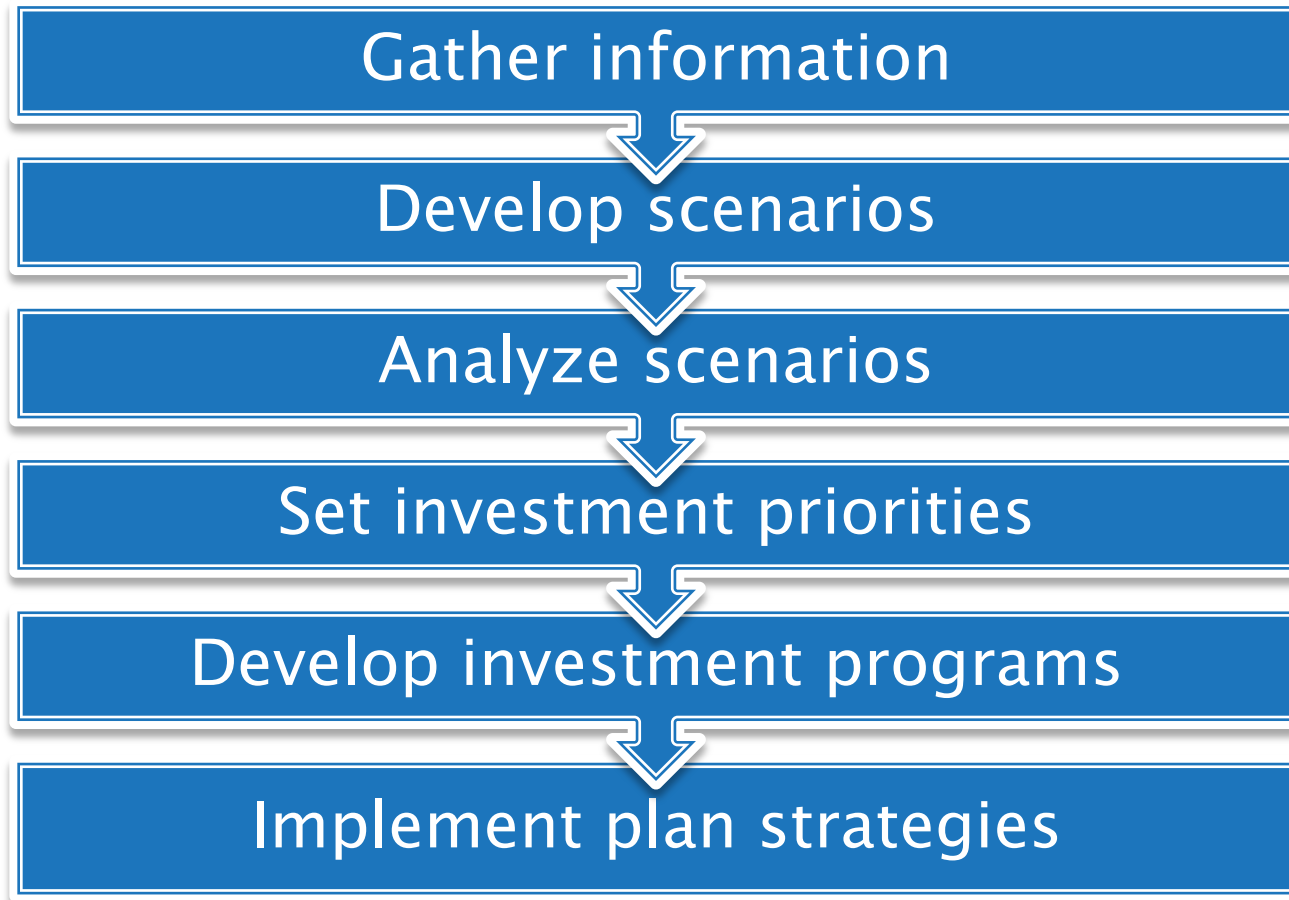 Gather information
Develop scenarios
Analyze scenarios
Set investment priorities
Develop investment programs
Implement plan strategies